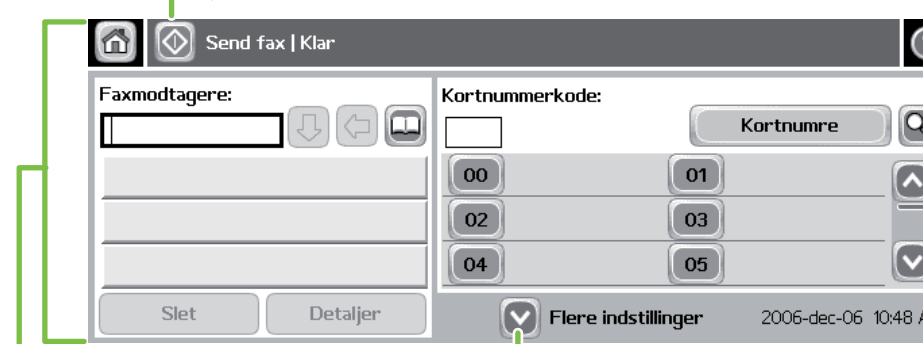 Send fax | Klar
Faxmodtagere:
Kortnummerkode:
Kortnumre
00 01
02 03
04 05
Slet Detaljer
Flere indstillinger 2006-dec-06 10:48 A